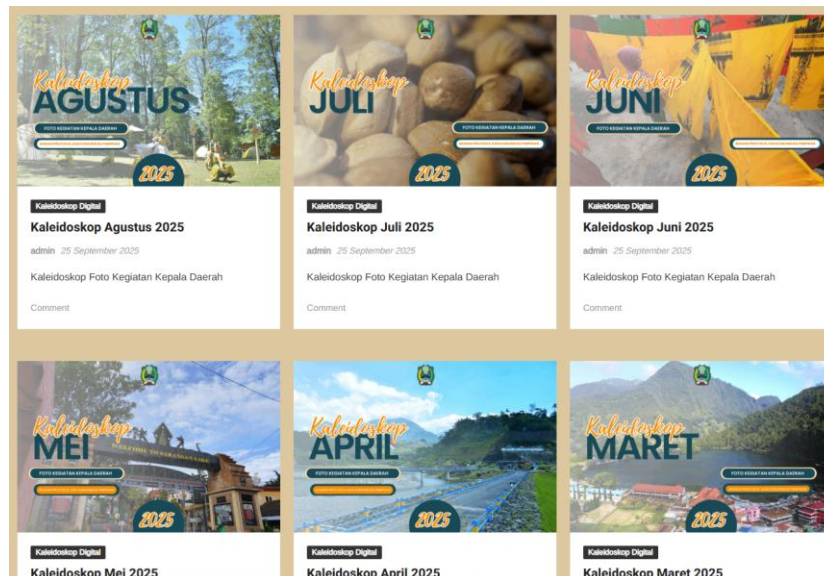 Kaleidoskop
AGUSTUS
FOTO KEGIATAN KEPALA DAERAH
2025
Kaleidoskop Digital
Kaleidoskop Agustus 2025
admin 25 September 2025
Kaleidoskop Foto Kegiatan Kepala Daerah
Comment
Kaleidoskop
JULI
FOTO KEGIATAN KEPALA DAERAH
2025
Kaleidoskop Digital
Kaleidoskop Juli 2025
admin 25 September 2025
Kaleidoskop Foto Kegiatan Kepala Daerah
Comment
Kaleidoskop
JUNI
FOTO KEGIATAN KEPALA DAERAH
2025
Kaleidoskop Digital
Kaleidoskop Juni 2025
admin 25 September 2025
Kaleidoskop Foto Kegiatan Kepala Daerah
Comment
Kaleidoskop
MEI
FOTO KEGIATAN KEPALA DAERAH
2025
Kaleidoskop Digital
Kaleidoskop Mei 2025
Kaleidoskop
APRIL
FOTO KEGIATAN KEPALA DAERAH
2025
Kaleidoskop Digital
Kaleidoskop April 2025
Kaleidoskop
MARET
FOTO KEGIATAN KEPALA DAERAH
2025
Kaleidoskop Digital
Kaleidoskop Maret 2025